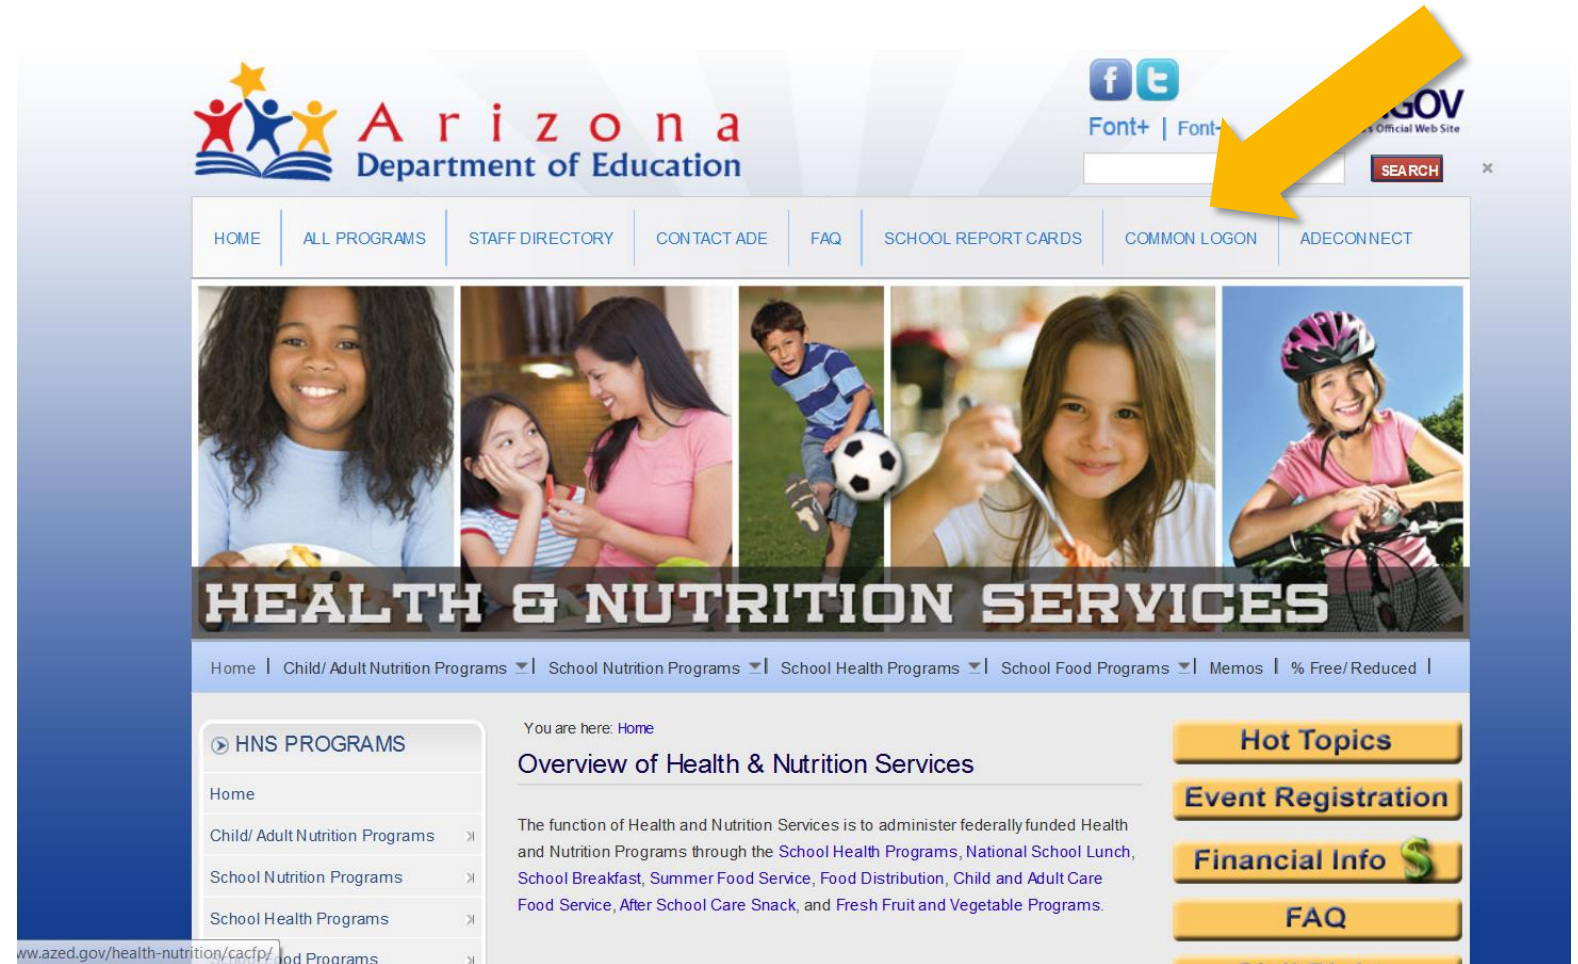 Arizona
Department of Education
f t
Font+ | Font-
GOV
Official Web Site
SEARCH
HOME ALL PROGRAMS STAFF DIRECTORY CONTACT ADE FAQ SCHOOL REPORT CARDS COMMON LOGON ADECONNECT
HEALTH & NUTRITION SERVICES
Home | Child/ Adult Nutrition Programs | School Nutrition Programs | School Health Programs | School Food Programs | Memos | % Free/ Reduced |
HNS PROGRAMS
Home
Child/ Adult Nutrition Programs
School Nutrition Programs
School Health Programs
ood Programs
ww.azed.gov/health-nutrition/cacfp/
You are here: Home
Overview of Health & Nutrition Services
The function of Health and Nutrition Services is to administer federally funded Health
and Nutrition Programs through the School Health Programs, National School Lunch,
School Breakfast, Summer Food Service, Food Distribution, Child and Adult Care
Food Service, After School Care Snack, and Fresh Fruit and Vegetable Programs.
Hot Topics
Event Registration
Financial Info $
FAQ